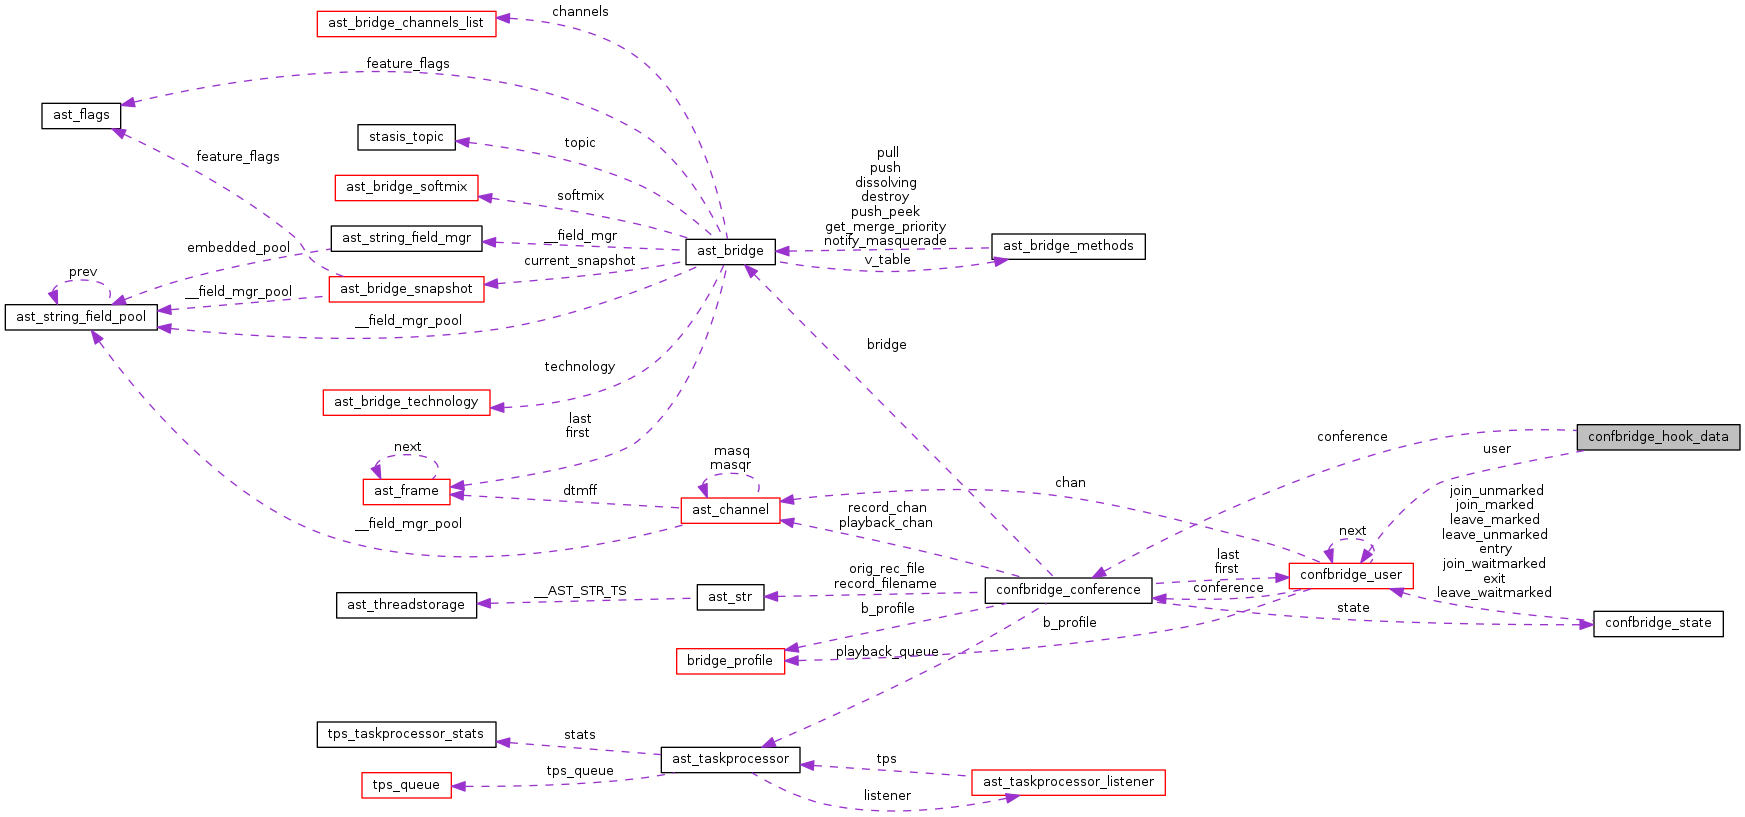 channels
ast_bridge_channels_list
feature_flags
ast_flags
stasis_topic
topic
feature_flags
pull
push
dissolving
destroy
push_peek
get_merge_priority
notify_masquerade
ast_bridge_softmix
softmix
ast_string_field_mgr
__field_mgr
ast_bridge
ast_bridge_methods
v_table
embedded_pool
current_snapshot
prev
ast_bridge_snapshot
__field_mgr_pool
ast_string_field_pool
__field_mgr_pool
bridge
technology
ast_bridge_technology
last
first
next
ast_frame
masq
masqr
dtmff
ast_channel
__field_mgr_pool
conference
confbridge_hook_data
user
chan
record_chan
playback_chan
join_unmarked
join_marked
leave_marked
leave_unmarked
entry
join_waitmarked
exit
leave_waitmarked
next
last
first
confbridge_user
orig_rec_file
record_filename
confbridge_conference
conference
__AST_STR_TS
ast_threadstorage
ast_str
b_profile
state
confbridge_state
b_profile
playback_queue
bridge_profile
tps_taskprocessor_stats
stats
ast_taskprocessor
tps
tps_queue
tps_queue
ast_taskprocessor_listener
listener